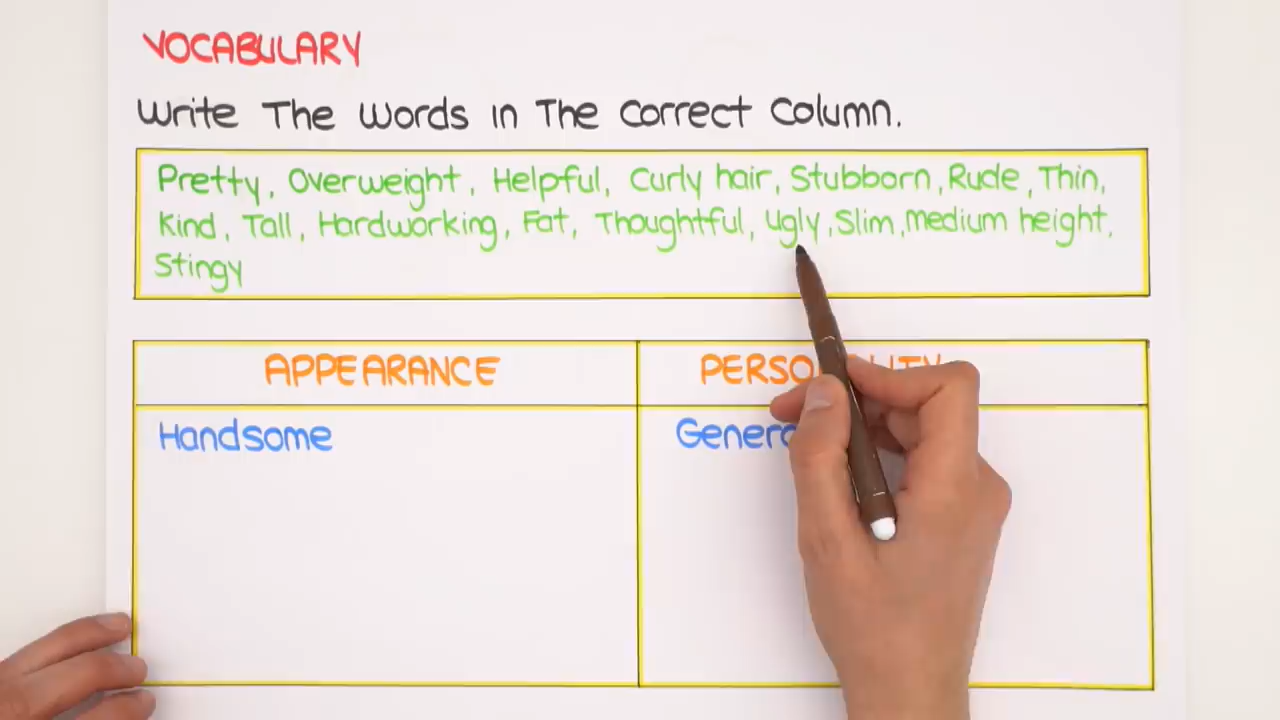 VOCABULARY
Write The Words In The Correct Column.
Pretty, Overweight, Helpful, Curly hair, Stubborn, Rude, Thin,
Kind, Tall, Hardworking, Fat, Thoughtful, Ugly, Slim, Medium height,
Stingy
APPEARANCE
Handsome